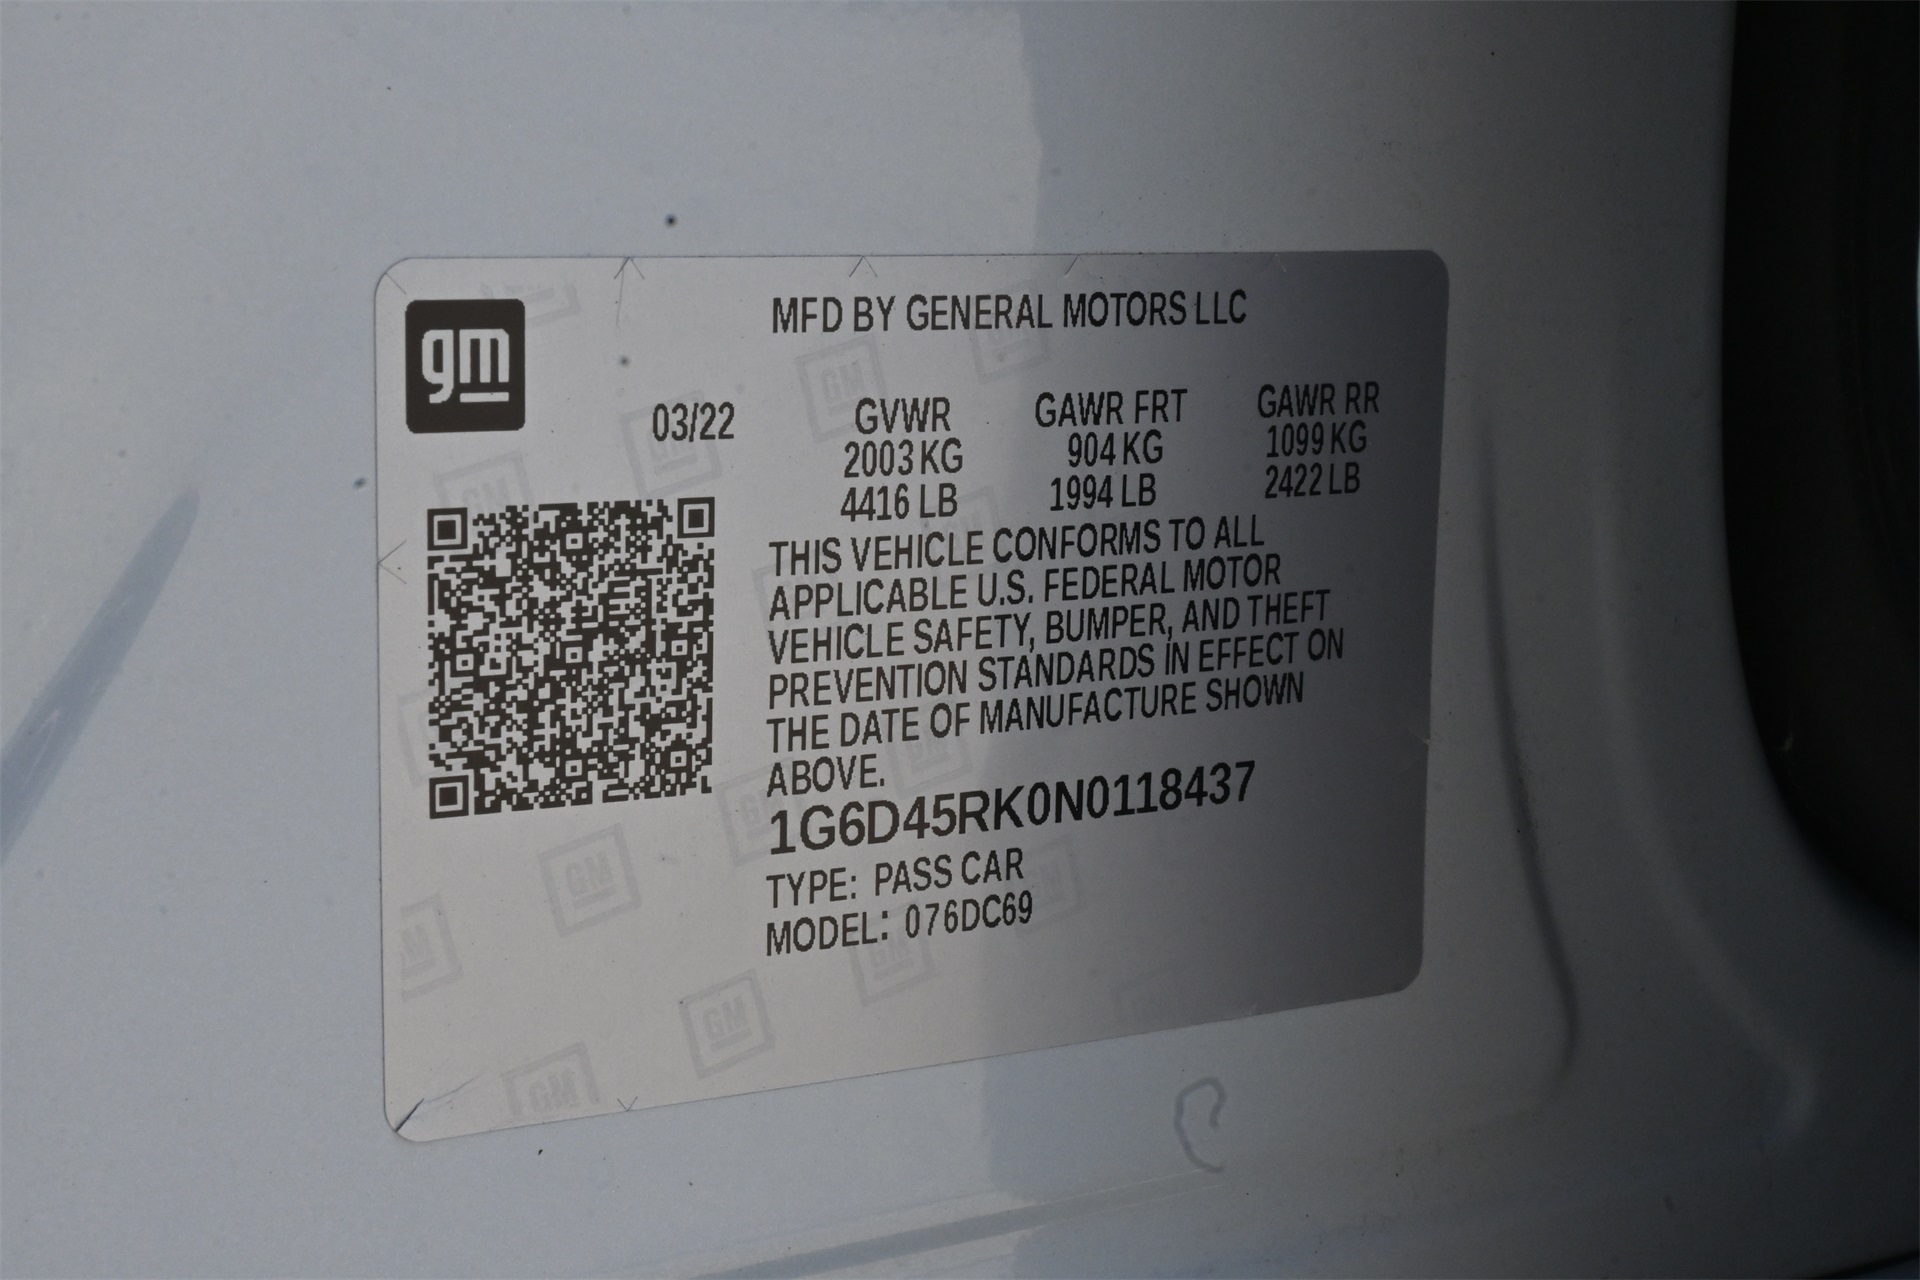 gm
MFD BY GENERAL MOTORS LLC
03/22 GVWR GAWR FRT GAWR RR
2003 KG 904 KG 1099 KG
4416 LB 1994 LB 2422 LB
THIS VEHICLE CONFORMS TO ALL
APPLICABLE U.S. FEDERAL MOTOR
VEHICLE SAFETY, BUMPER, AND THEFT
PREVENTION STANDARDS IN EFFECT ON
THE DATE OF MANUFACTURE SHOWN
ABOVE.
1G6D45RK0N0118437
TYPE: PASS CAR
MODEL: 076DC69